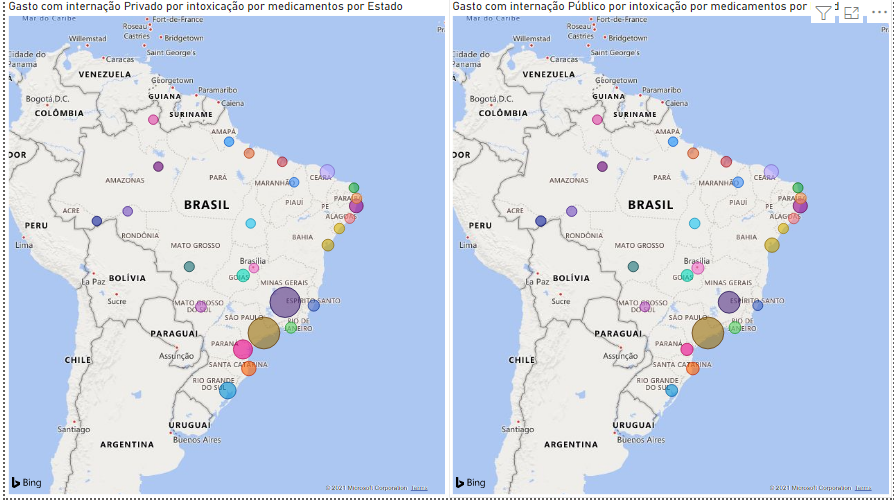 Gasto com internação Privado por intoxicação por medicamentos por Estado
Mar do Caribe
Fort-de-France
Roseau
Castries
Bridgetown
Willemstad
Saint George's
Cidade do
Panama
Caracas
VENEZUELA
Georgetown
GUIANA
Paramaribo
Bogotá,D.C.
Caiena
COLÔMBIA
SURINAME
AMAPÁ
DOR
AMAZONAS
PARÁ
MARANHÃO
CEARÁ
PARAÍBA
BRASIL
PIAUÍ
PE
ACRE
ALAGOAS
PERU
RONDÔNIA
BAHIA
Lima
MATO GROSSO
Brasília
GOIÁS
BOLÍVIA
La Paz
MINAS GERAIS
Sucre
MATO GROSSO
DO SUL
ESPÍRITO SANTO
SÃO PAULO
RIO DE
JANEIRO
PARAGUAI
PARANÁ
Assunção
CHILE
SANTA CATARINA
RIO GRANDE
DO SUL
Santiago
URUGUAI
Buenos Aires
ARGENTINA
Bing
© 2021 Microsoft Corporation Terms
Gasto com internação Público por intoxicação por medicamentos por
Mar do Caribe
Fort-de-France
Roseau
Castries
Bridgetown
Willemstad
Saint George's
Cidade do
Panama
Caracas
VENEZUELA
Georgetown
GUIANA
Paramaribo
Bogotá,D.C.
Caiena
COLÔMBIA
SURINAME
AMAPÁ
DOR
AMAZONAS
PARÁ
MARANHÃO
CEARÁ
PARAÍBA
BRASIL
PIAUÍ
PE
ACRE
ALAGOAS
PERU
RONDÔNIA
BAHIA
Lima
MATO GROSSO
Brasília
GOIÁS
BOLÍVIA
La Paz
MINAS GERAIS
Sucre
MATO GROSSO
DO SUL
ESPÍRITO SANTO
SÃO PAULO
RIO DE
JANEIRO
PARAGUAI
PARANÁ
Assunção
CHILE
SANTA CATARINA
RIO GRANDE
DO SUL
Santiago
URUGUAI
Buenos Aires
ARGENTINA
Bing
© 2021 Microsoft Corporation Terms